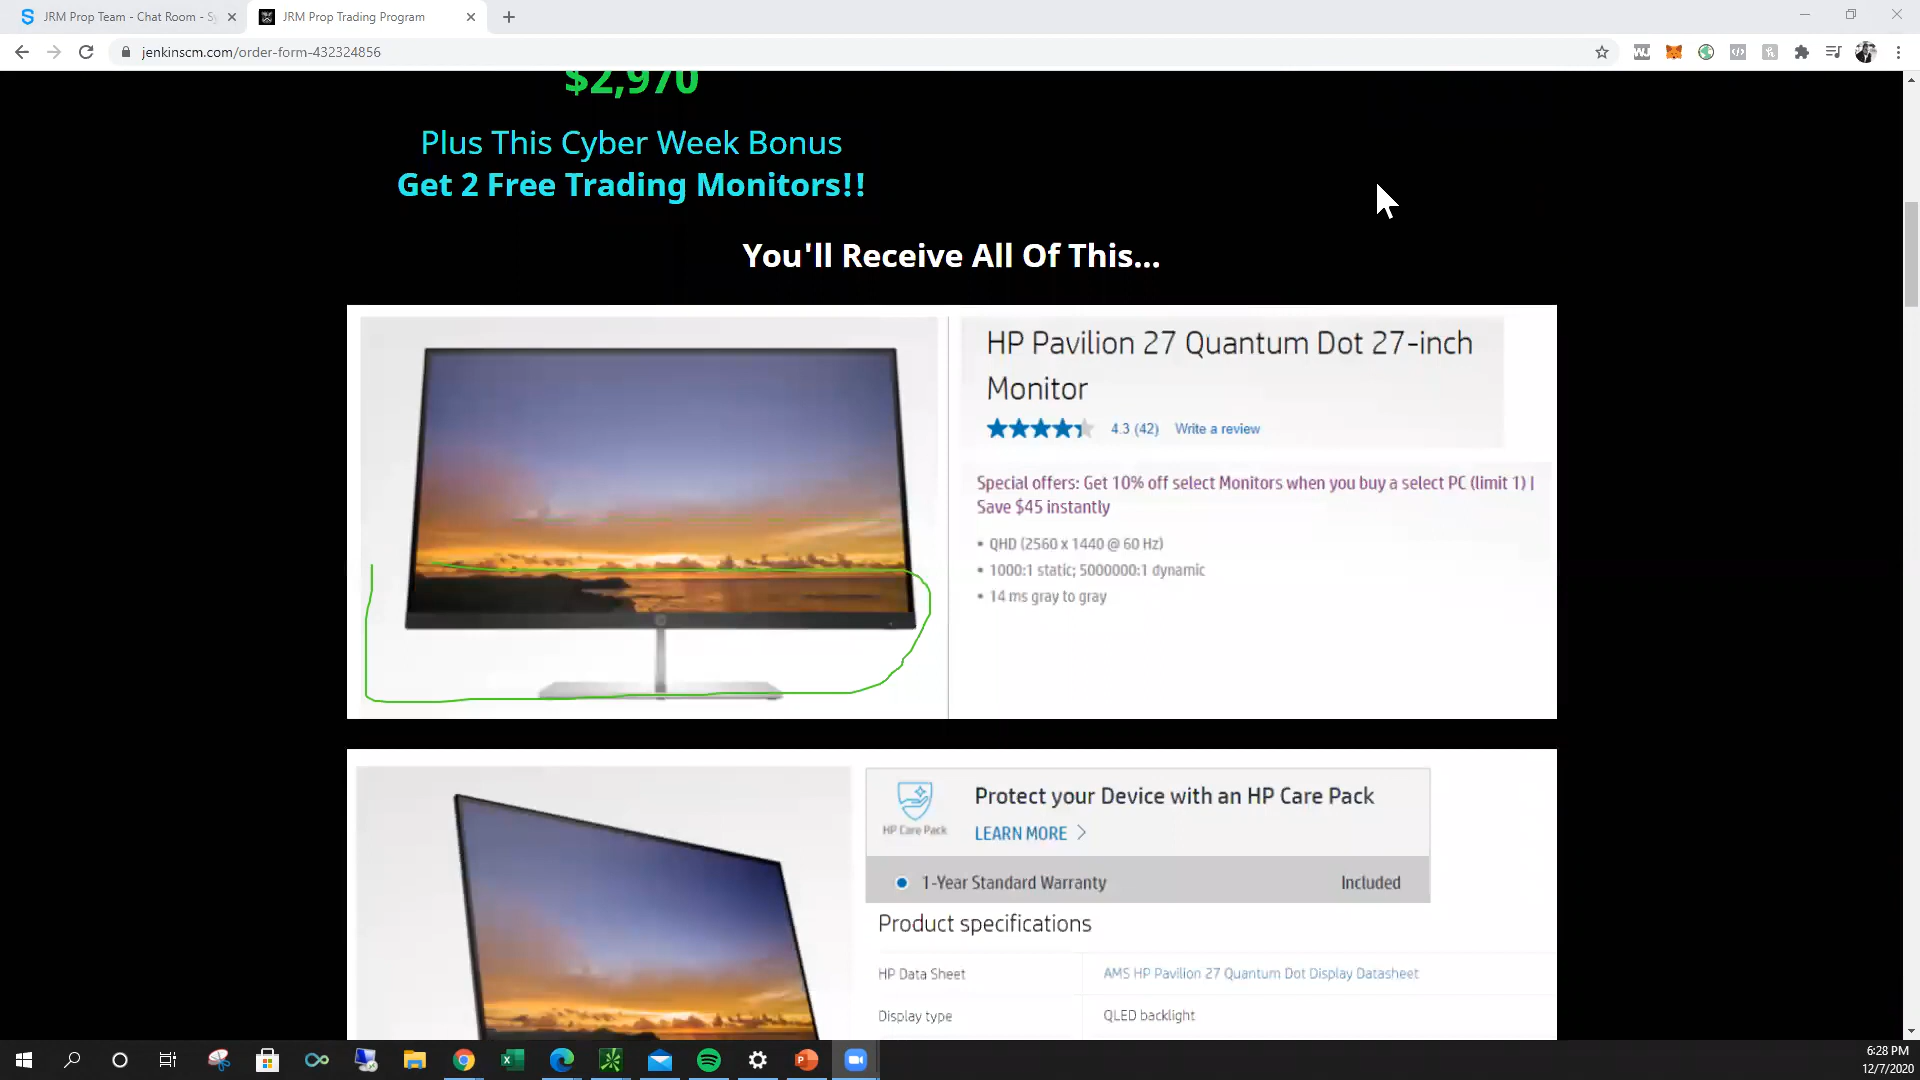 JRM Prop Team - Chat Room - Sy
JRM Prop Trading Program
jenkinscm.com/order-form-432324856
$2,970
Plus This Cyber Week Bonus
Get 2 Free Trading Monitors!!
You'll Receive All Of This...
HP Pavilion 27 Quantum Dot 27-inch
Monitor
4.3 (42) Write a review
Special offers: Get 10% off select Monitors when you buy a select PC (limit 1) |
Save $45 instantly
• QHD (2560 x 1440 @ 60 Hz)
• 1000:1 static; 5000000:1 dynamic
• 14 ms gray to gray
Protect your Device with an HP Care Pack
HP Care Pack
LEARN MORE >
1-Year Standard Warranty Included
Product specifications
HP Data Sheet AMS HP Pavilion 27 Quantum Dot Display Datasheet
Display type QLED backlight
6:28 PM
12/7/2020